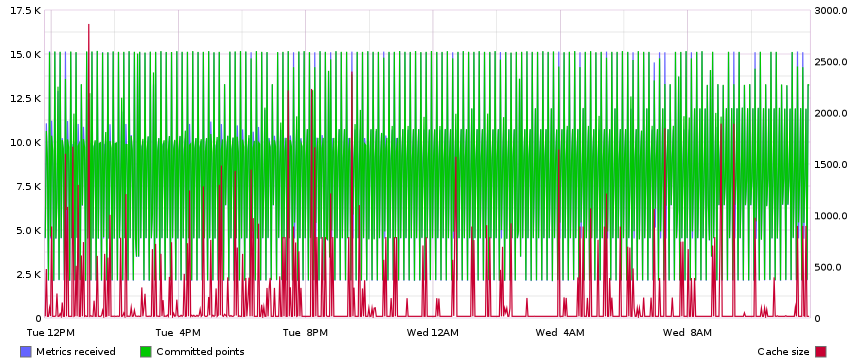 17.5 K 3000.0
15.0 K 2500.0
12.5 K 2000.0
10.0 K 1500.0
7.5 K 1000.0
5.0 K 500.0
2.5 K 0
0
Tue 12PM Tue 4PM Tue 8PM Wed 12AM Wed 4AM Wed 8AM
Metrics received Committed points Cache size